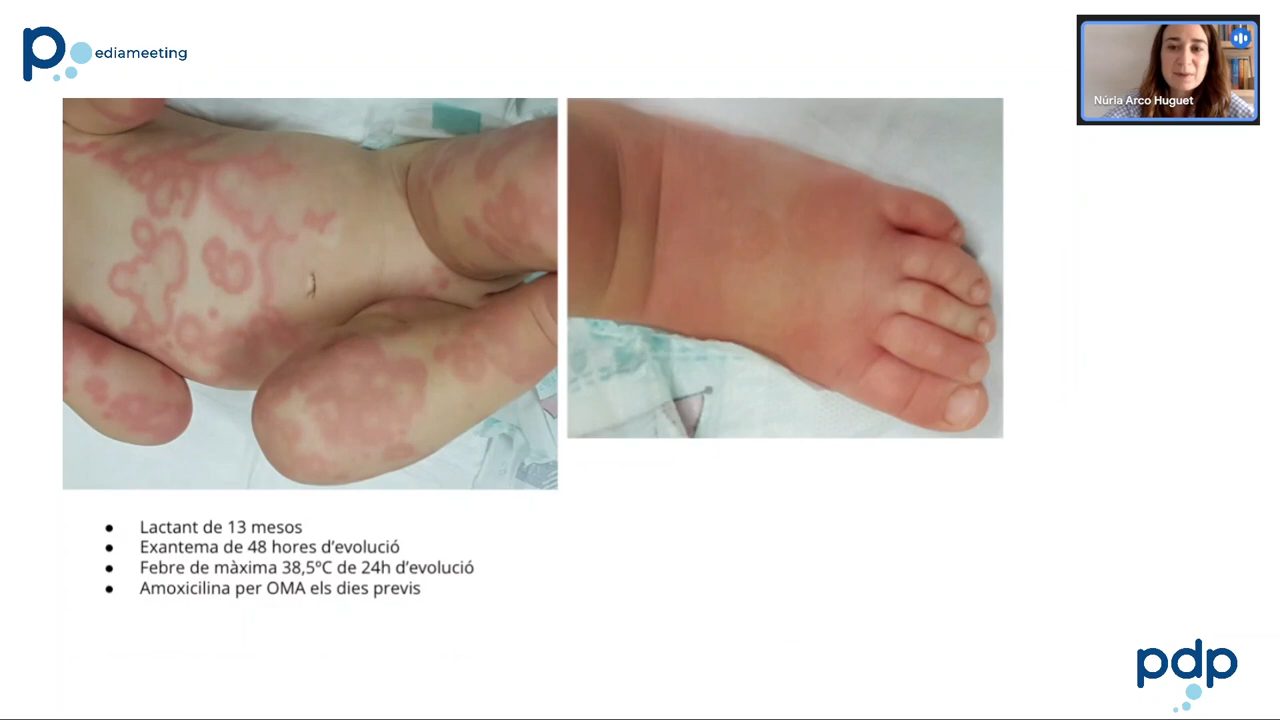 pediameeting
Núria Arco Huguet
Lactant de 13 mesos
Exantema de 48 hores d'evolució
Febre de màxima 38,5ºC de 24h d'evolució
Amoxicilina per OMA els dies previs
pdp